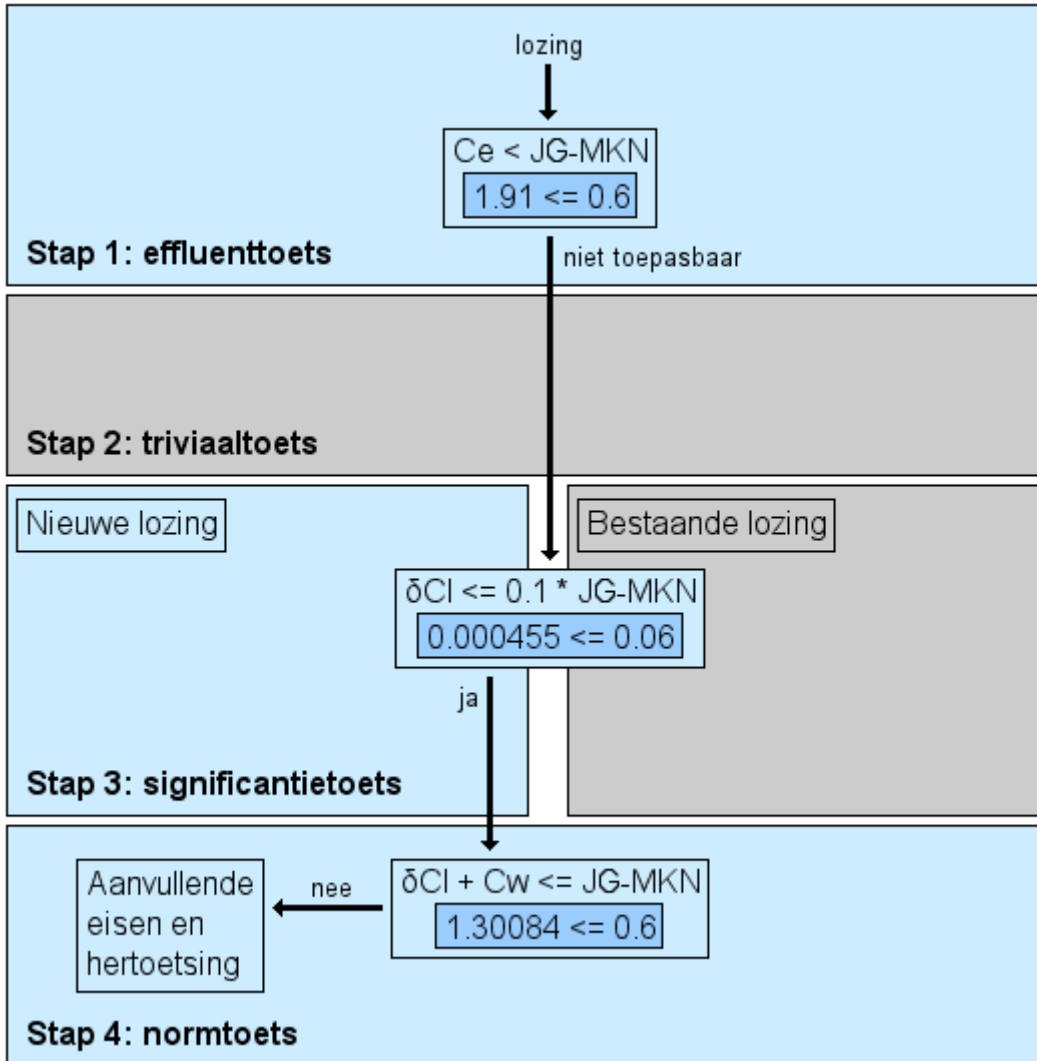 lozing
Ce < JG-MKN
1.91 <= 0.6
Stap 1: effluenttoets
niet toepasbaar
Stap 2: triviaaltoets
Nieuwe lozing
Bestaande lozing
δCl <= 0.1 * JG-MKN
0.000455 <= 0.06
ja
Stap 3: significantietoets
δCl + Cw <= JG-MKN
1.30084 <= 0.6
nee
Aanvullende
eisen en
hertoetsing
Stap 4: normtoets